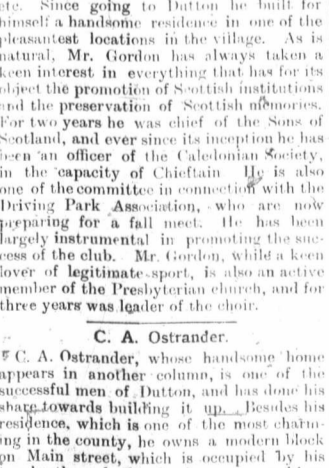 etc. Since going to Dutton he built for
himself a handsome residence in one of the
pleasantest locations in the village. As is
natural, Mr. Gordon has always taken a
keen interest in everything that has for its
object the promotion of Scottish institutions
and the preservation of Scottish memories.
For two years he was chief of the Sons of
Scotland, and ever since its inception he has
been an officer of the Caledonian Society,
in the capacity of Chieftain He is also
one of the committee in connection with the
Driving Park Association, who are now
preparing for a fall meet. He has been
largely instrumental in promoting the suc-
cess of the club. Mr. Gordon, while a keen
lover of legitimate sport, is also an active
member of the Presbyterian church, and for
three years was leader of the choir.
C. A. Ostrander.
C. A. Ostrander, whose handsome home
appears in another column, is one of the
successful men of Dutton, and has done his
share towards building it up. Besides his
residence, which is one of the most charm-
ing in the county, he owns a modern block
on Main street, which is occupied by his